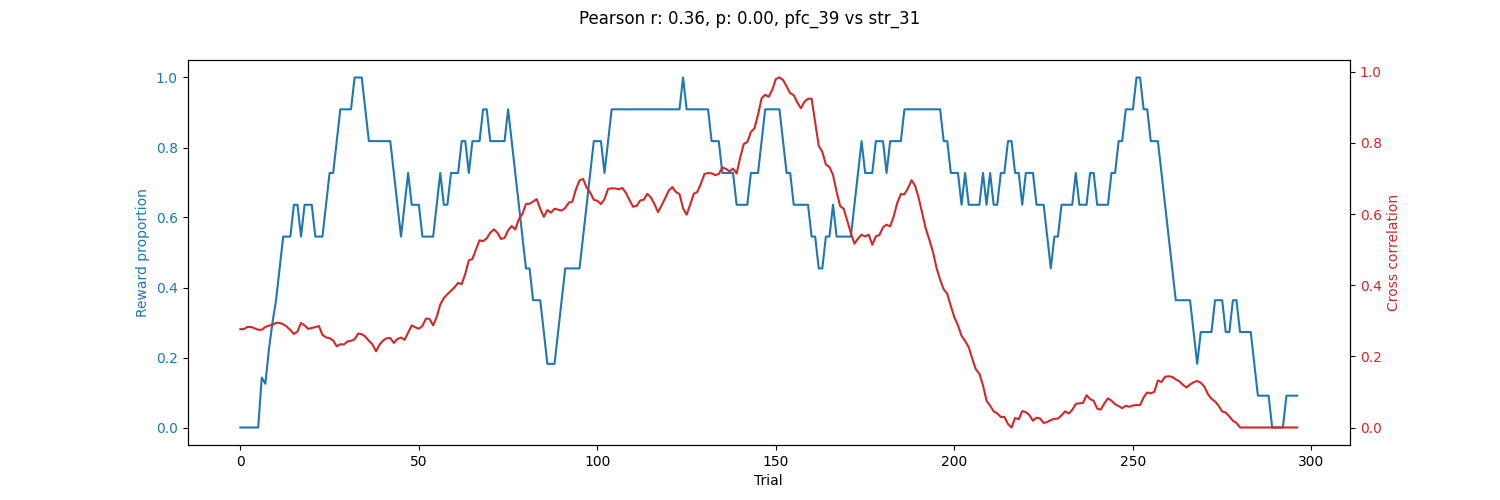 Pearson r: 0.36, p: 0.00, pfc_39 vs str_31
Reward proportion
1.0
0.8
0.6
0.4
0.2
0.0
1.0
0.8
0.6
0.4
0.2
0.0
Cross correlation
0 50 100 150 200 250 300
Trial